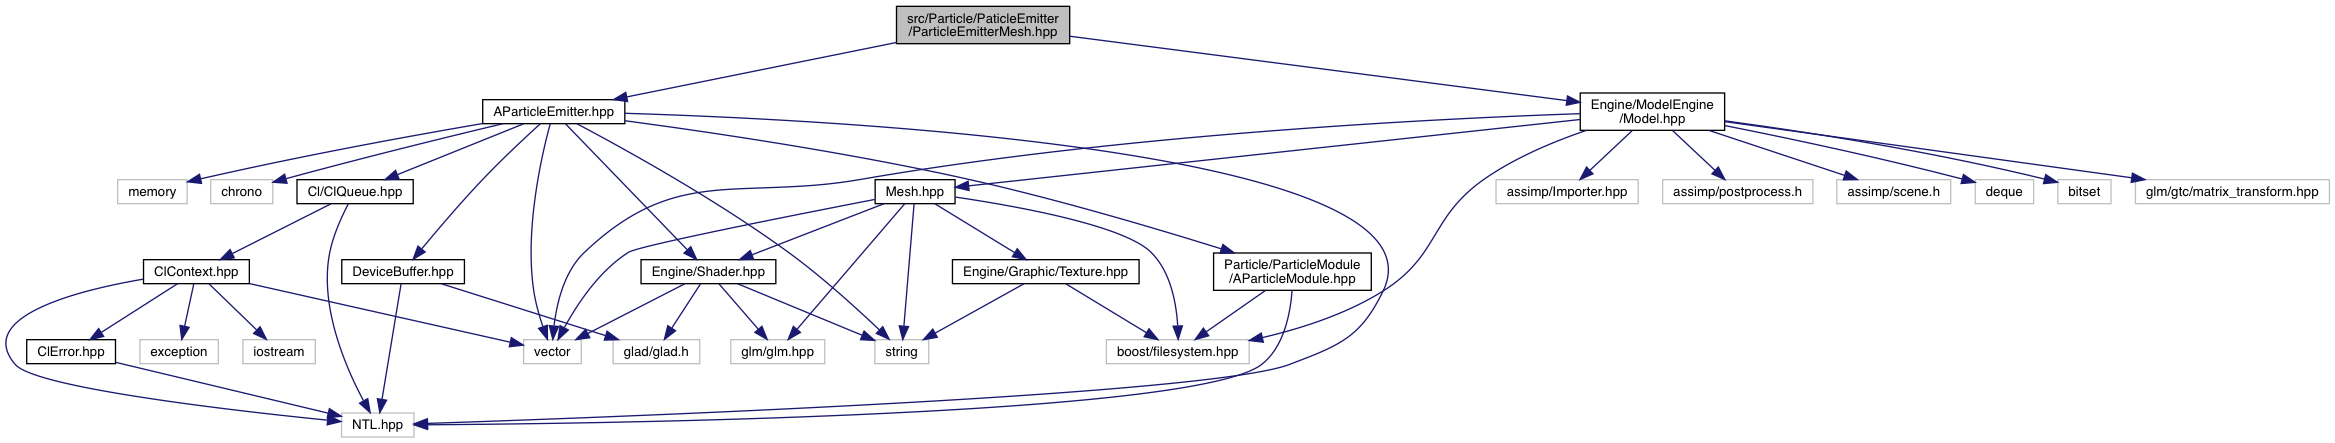 src/Particle/PaticleEmitter
/ParticleEmitterMesh.hpp
AParticleEmitter.hpp
Engine/ModelEngine
/Model.hpp
memory
chrono
Cl/ClQueue.hpp
Mesh.hpp
assimp/Importer.hpp
assimp/postprocess.h
assimp/scene.h
deque
bitset
glm/gtc/matrix_transform.hpp
ClContext.hpp
DeviceBuffer.hpp
Engine/Shader.hpp
Engine/Graphic/Texture.hpp
Particle/ParticleModule
/AParticleModule.hpp
ClError.hpp
exception
iostream
vector
glad/glad.h
glm/glm.hpp
string
boost/filesystem.hpp
NTL.hpp